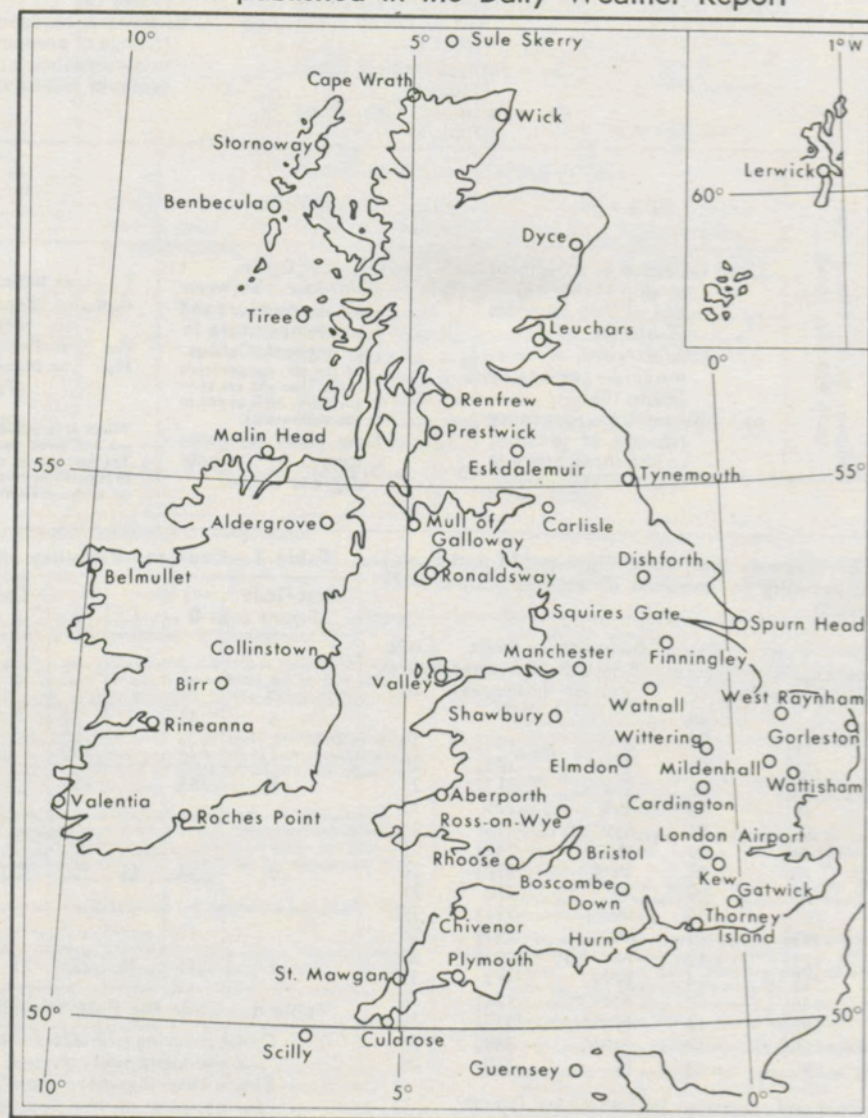 published in the Daily Weather Report
10°
5°
Sule Skerry
1° W
Cape Wrath
Wick
Stornoway
Lerwick
60°
Benbecula
Dyce
Tiree
Leuchars
0°
Renfrew
Prestwick
Malin Head
Eskdalemuir
55°
Tynemouth
55°
Aldergrove
Mull of
Galloway
Carlisle
Belmullet
Ronaldsway
Dishforth
Squires Gate
Spurn Head
Collinstown
Manchester
Finningley
Birr
Valley
Watnall
West Raynham
Rineanna
Shawbury
Wittering
Gorleston
Elmdon
Mildenhall
Wattisham
Valentia
Aberporth
Cardington
Roches Point
Ross-on-Wye
London Airport
Rhoose
Bristol
Kew
Boscombe
Down
Gatwick
Chivenor
Hurn
Thorney
Island
St. Mawgan
Plymouth
50°
50°
Scilly
Culdrose
Guernsey
10°
5°
0°